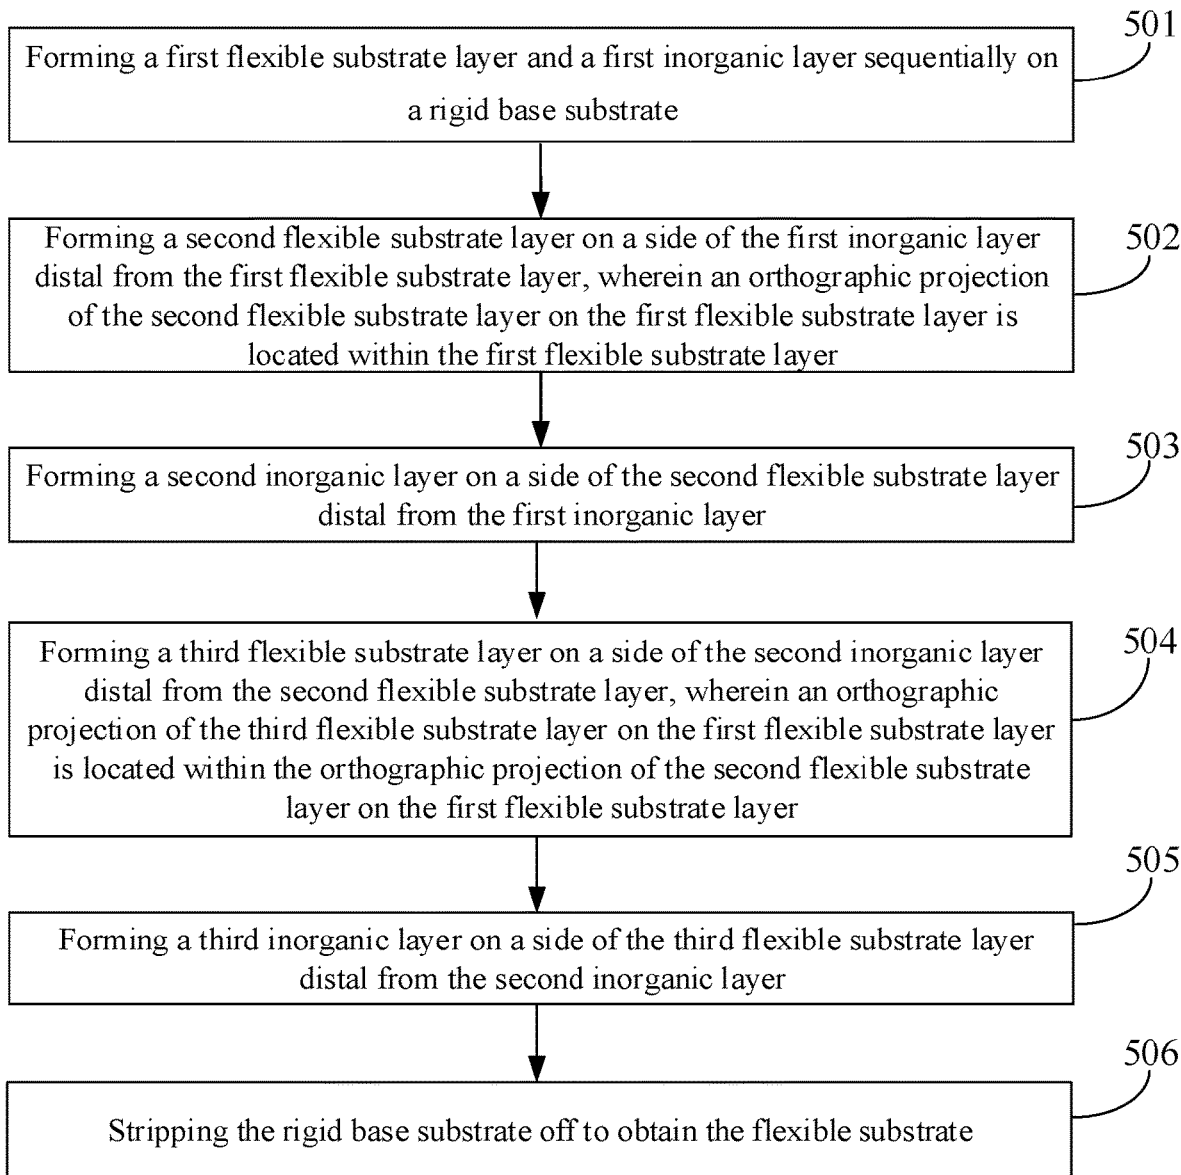 501
Forming a first flexible substrate layer and a first inorganic layer sequentially on
a rigid base substrate
502
Forming a second flexible substrate layer on a side of the first inorganic layer
distal from the first flexible substrate layer, wherein an orthographic projection
of the second flexible substrate layer on the first flexible substrate layer is
located within the first flexible substrate layer
503
Forming a second inorganic layer on a side of the second flexible substrate layer
distal from the first inorganic layer
504
Forming a third flexible substrate layer on a side of the second inorganic layer
distal from the second flexible substrate layer, wherein an orthographic
projection of the third flexible substrate layer on the first flexible substrate layer
is located within the orthographic projection of the second flexible substrate
layer on the first flexible substrate layer
505
Forming a third inorganic layer on a side of the third flexible substrate layer
distal from the second inorganic layer
506
Stripping the rigid base substrate off to obtain the flexible substrate